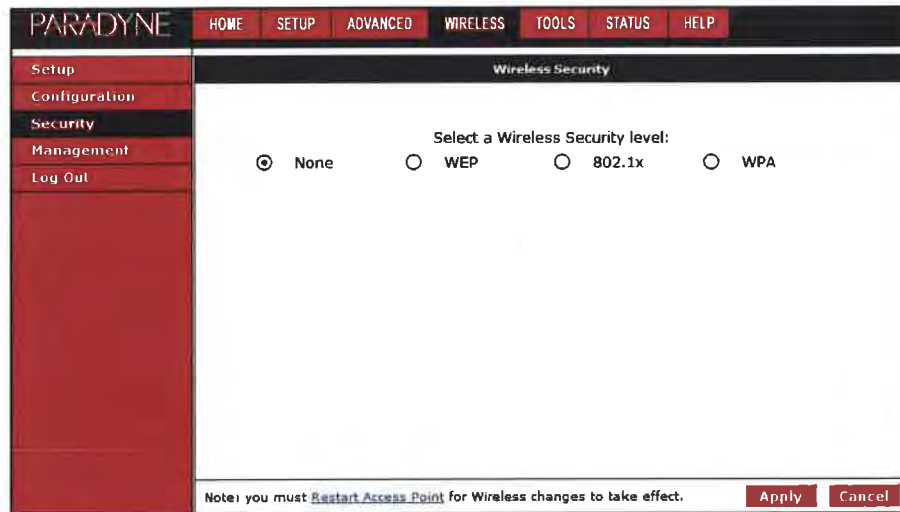 PARADYNE
HOME SETUP ADVANCED WIRELESS TOOLS STATUS HELP
Setup
Configuration
Security
Management
Log Out
Wireless Security
Select a Wireless Security level:
None WEP 802.1x WPA
Note: you must Restart Access Point for Wireless changes to take effect.
Apply Cancel